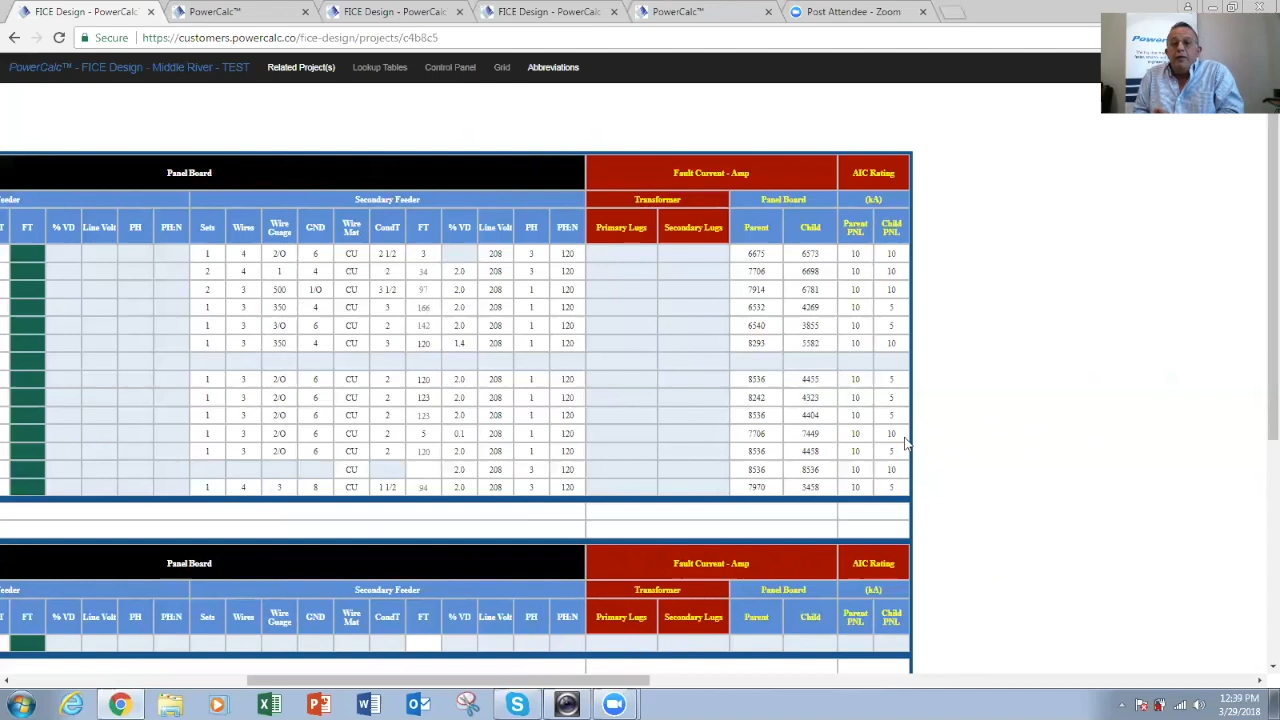 FICE Design - PowerCal × PowerCalc™ × FICE Design - PowerCal × FICE Design - PowerCal × PowerCalc™ × Post Attendee - Zoom ×
Secure https://customers.powercalc.co/fice-design/projects/c4b8c5
PowerCalc™ - FICE Design - Middle River - TEST Related Project(s) Lookup Tables Control Panel Grid Abbreviations
Panel Board Fault Current - Amp AIC Rating
Secondary Feeder Transformer Panel Board (kA)
FT % VD Line Volt PH PH:N Sets Wires Wire Guage GND Wire Mat CondT FT % VD Line Volt PH PH:N Primary Lugs Secondary Lugs Parent Child Parent PNL Child PNL
1 4 2/O 6 CU 2 1/2 3 208 3 120 6675 6573 10 10
2 4 1 4 CU 2 34 2.0 208 3 120 7706 6698 10 10
2 3 500 1/O CU 3 1/2 97 2.0 208 1 120 7914 6781 10 10
1 3 350 4 CU 3 166 2.0 208 1 120 6532 4269 10 5
1 3 3/O 6 CU 2 142 2.0 208 1 120 6540 3855 10 5
1 3 350 4 CU 3 120 1.4 208 1 120 8293 5582 10 10
1 3 2/O 6 CU 2 120 2.0 208 1 120 8536 4455 10 5
1 3 2/O 6 CU 2 123 2.0 208 1 120 8242 4323 10 5
1 3 2/O 6 CU 2 123 2.0 208 1 120 8536 4404 10 5
1 3 2/O 6 CU 2 5 0.1 208 1 120 7706 7449 10 10
1 3 2/O 6 CU 2 120 2.0 208 1 120 8536 4458 10 5
CU 2.0 208 3 120 8536 8536 10 10
1 4 3 8 CU 1 1/2 94 2.0 208 3 120 7970 3458 10 5
Panel Board Fault Current - Amp AIC Rating
Secondary Feeder Transformer Panel Board (kA)
FT % VD Line Volt PH PH:N Sets Wires Wire Guage GND Wire Mat CondT FT % VD Line Volt PH PH:N Primary Lugs Secondary Lugs Parent Child Parent PNL Child PNL
12:39 PM
3/29/2018